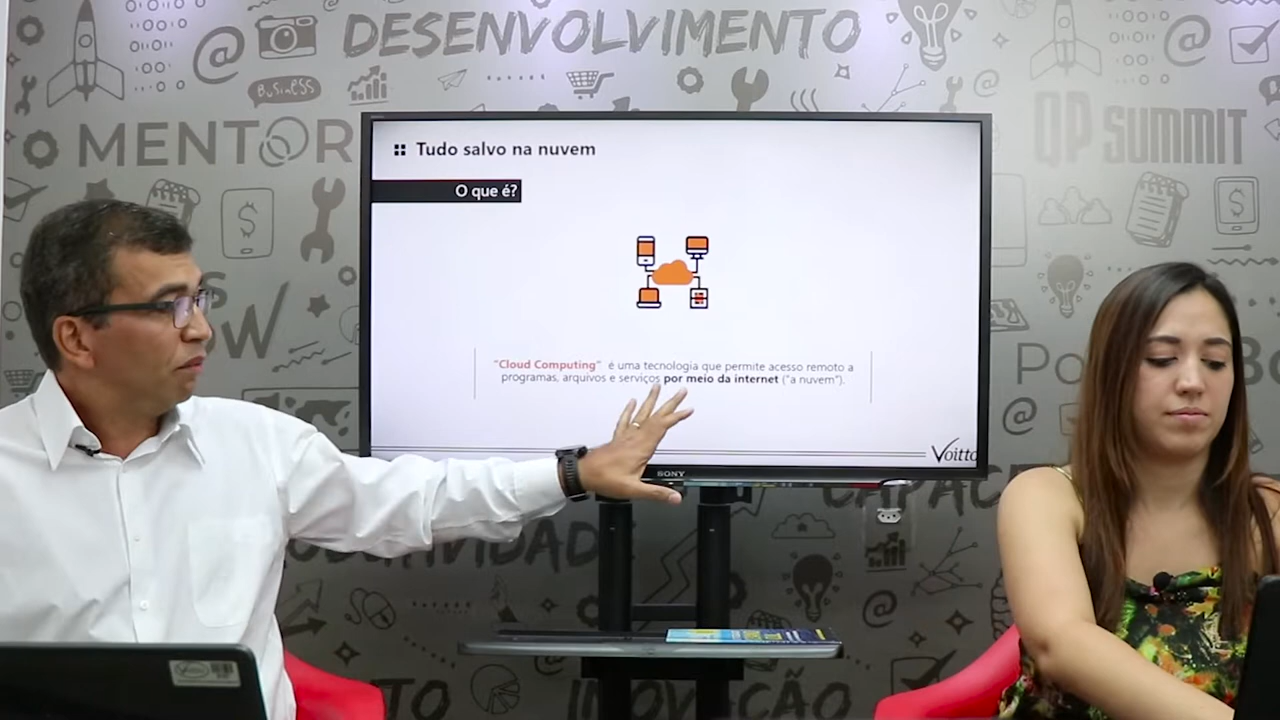 DESENVOLVIMENTO
BUSINESS
MENTOR
QP SUMMIT
Tudo salvo na nuvem
O que é?
"Cloud Computing" é uma tecnologia que permite acesso remoto a
programas, arquivos e serviços por meio da internet ("a nuvem").
Voitto
SONY
INOVAÇÃO